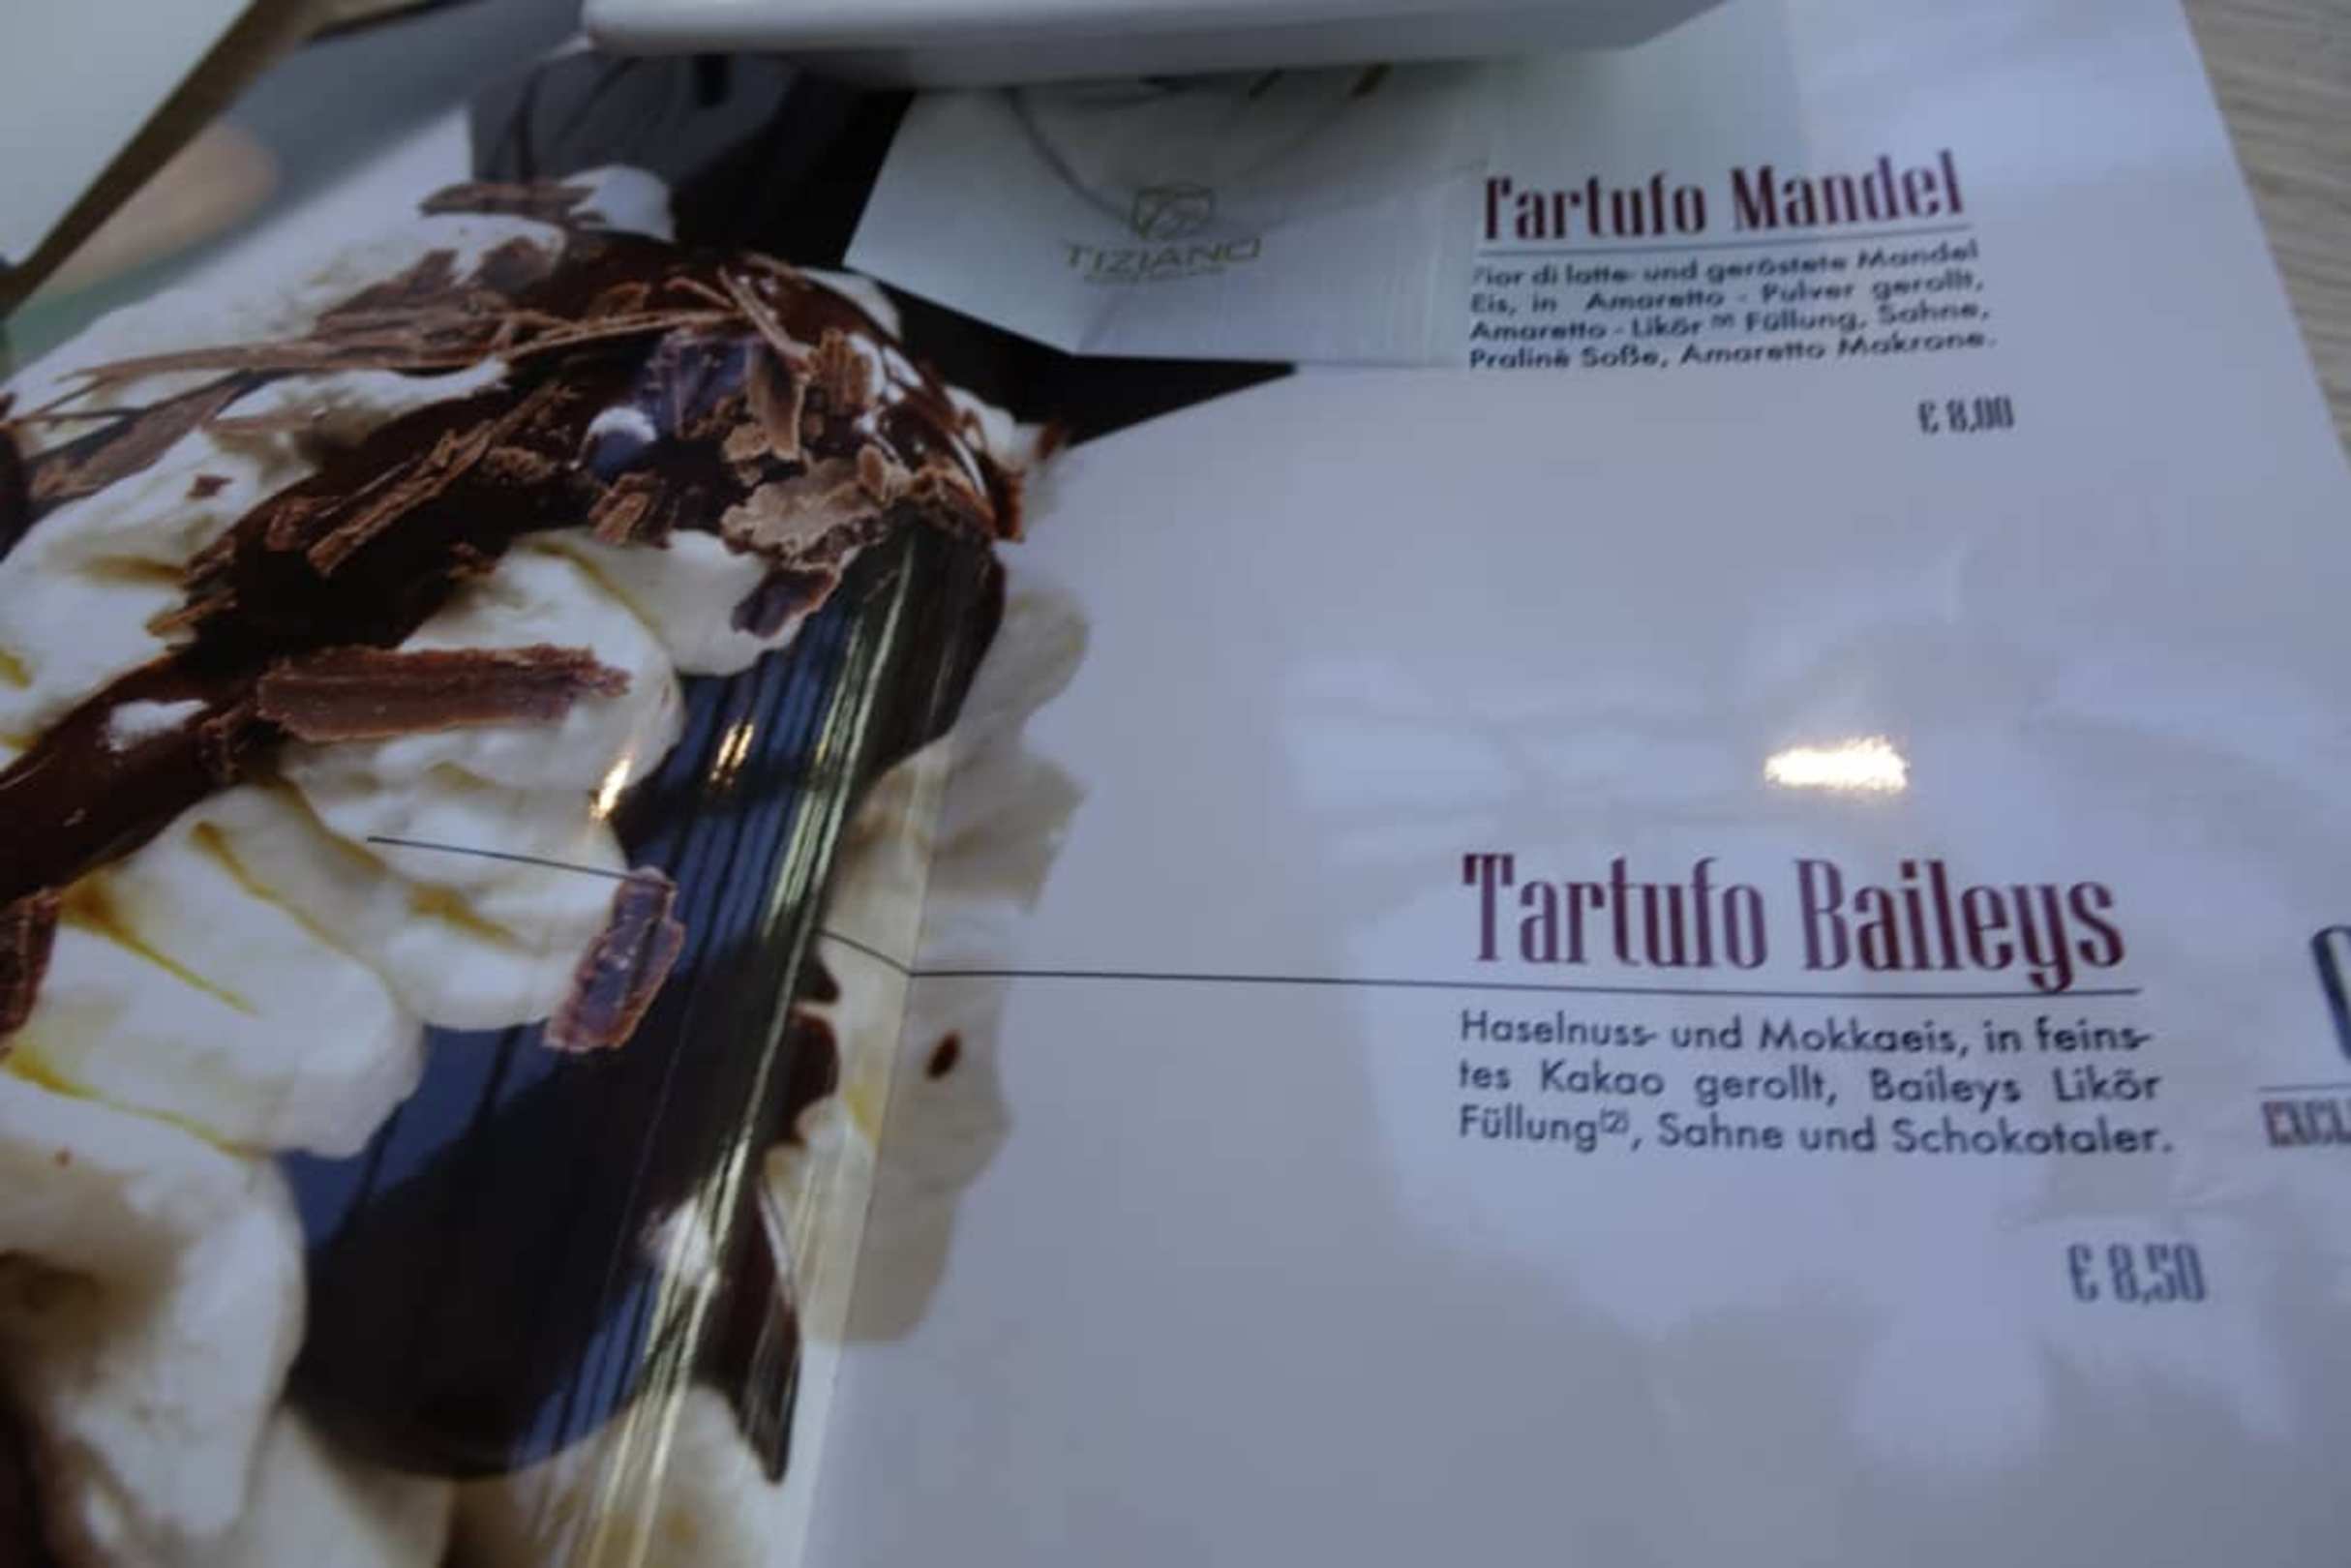 TIZIANO
Tartufo Mandel
Fior di latte- und geröstete Mandel
Eis, in Amaretto - Pulver gerollt,
Amaretto - Likör Füllung, Sahne,
Praliné Soße, Amaretto Makrone.
€ 8,00
Tartufo Baileys
Haselnuss- und Mokkaeis, in feins-
tes Kakao gerollt, Baileys Likör
Füllung(2), Sahne und Schokotaler.
€ 8,50